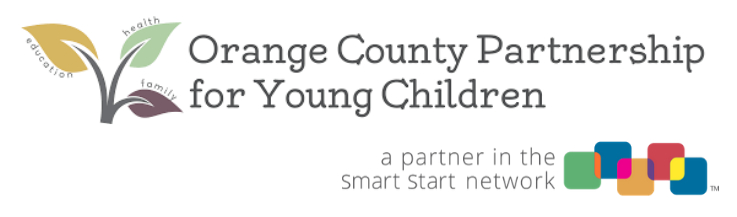 education
health
family
Orange County Partnership
for Young Children
a partner in the
smart start network
TM